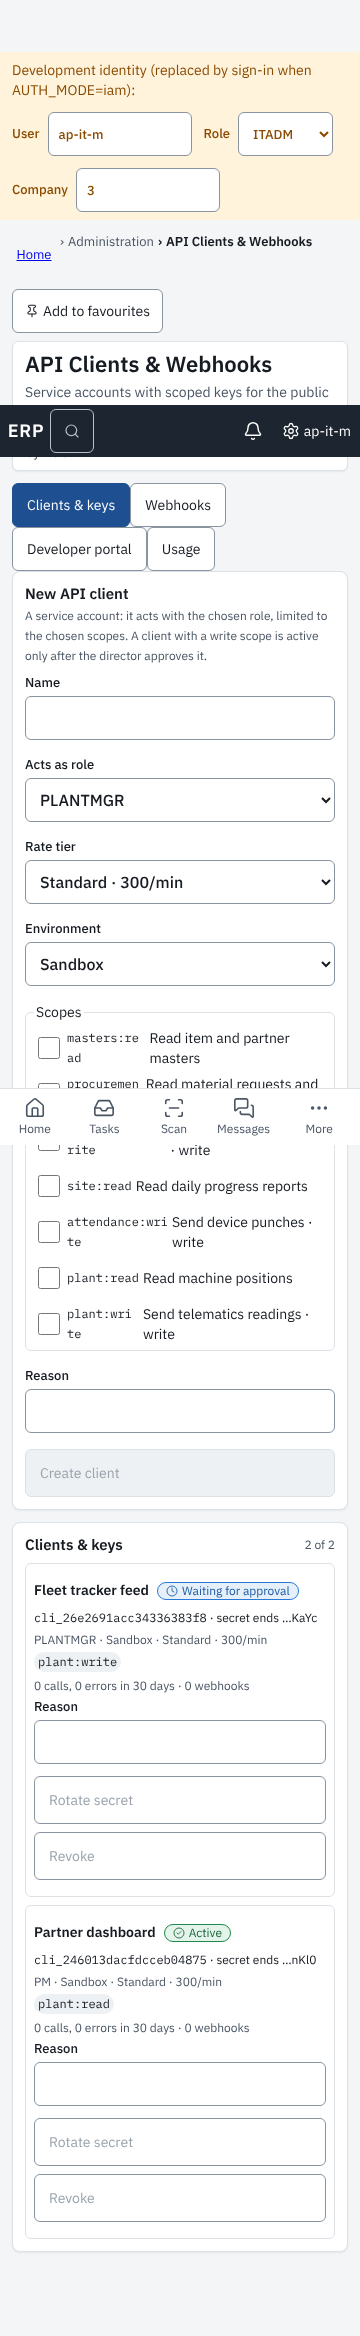 Development identity (replaced by sign-in when
AUTH_MODE=iam):
User ap-it-m Role ITADM
Company 3
Home › Administration › API Clients & Webhooks
Add to favourites
API Clients & Webhooks
Service accounts with scoped keys for the public
ERP ap-it-m
Clients & keys Webhooks
Developer portal Usage
New API client
A service account: it acts with the chosen role, limited to
the chosen scopes. A client with a write scope is active
only after the director approves it.
Name
Acts as role
PLANTMGR
Rate tier
Standard · 300/min
Environment
Sandbox
Scopes
masters:re
ad
Read item and partner
masters
procuremen Read material requests and
Home Tasks Scan Messages More
rite · write
site:read Read daily progress reports
attendance:wri
te
Send device punches ·
write
plant:read Read machine positions
plant:wri
te
Send telematics readings ·
write
Reason
Create client
Clients & keys 2 of 2
Fleet tracker feed Waiting for approval
cli_26e2691acc34336383f8 · secret ends …KaYc
PLANTMGR · Sandbox · Standard · 300/min
plant:write
0 calls, 0 errors in 30 days · 0 webhooks
Reason
Rotate secret
Revoke
Partner dashboard Active
PM · Sandbox · Standard · 300/min
plant:read
0 calls, 0 errors in 30 days · 0 webhooks
Reason
Rotate secret
Revoke